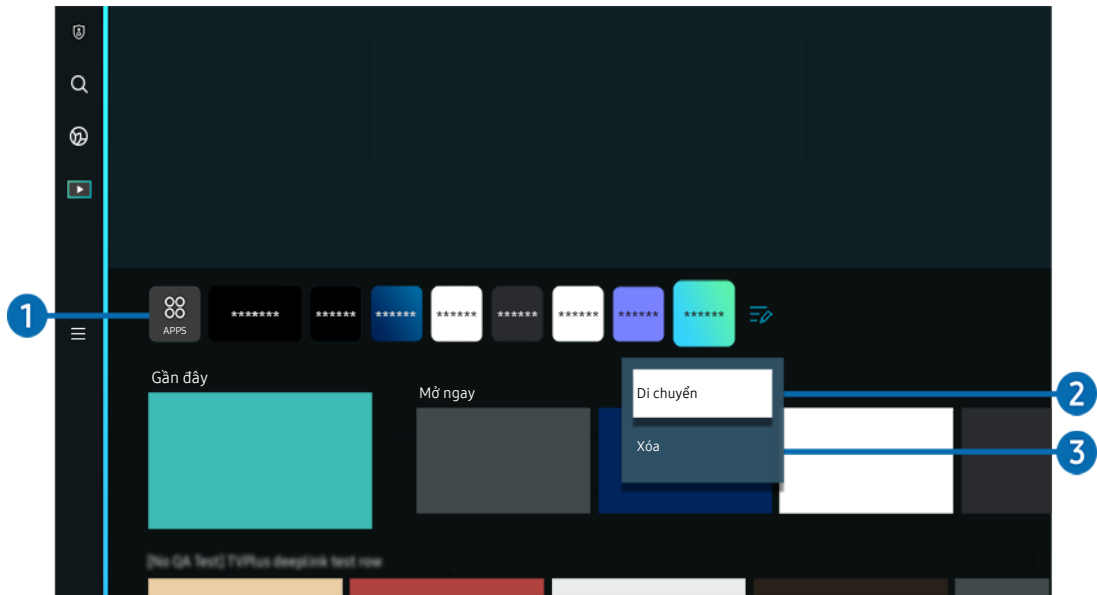 1
APPS
******* ****** ****** ****** ****** ****** ****** ******
Gần đây
Mở ngay
Di chuyển
2
Xóa
3
[No QA Test] TVPlus deeplink test row